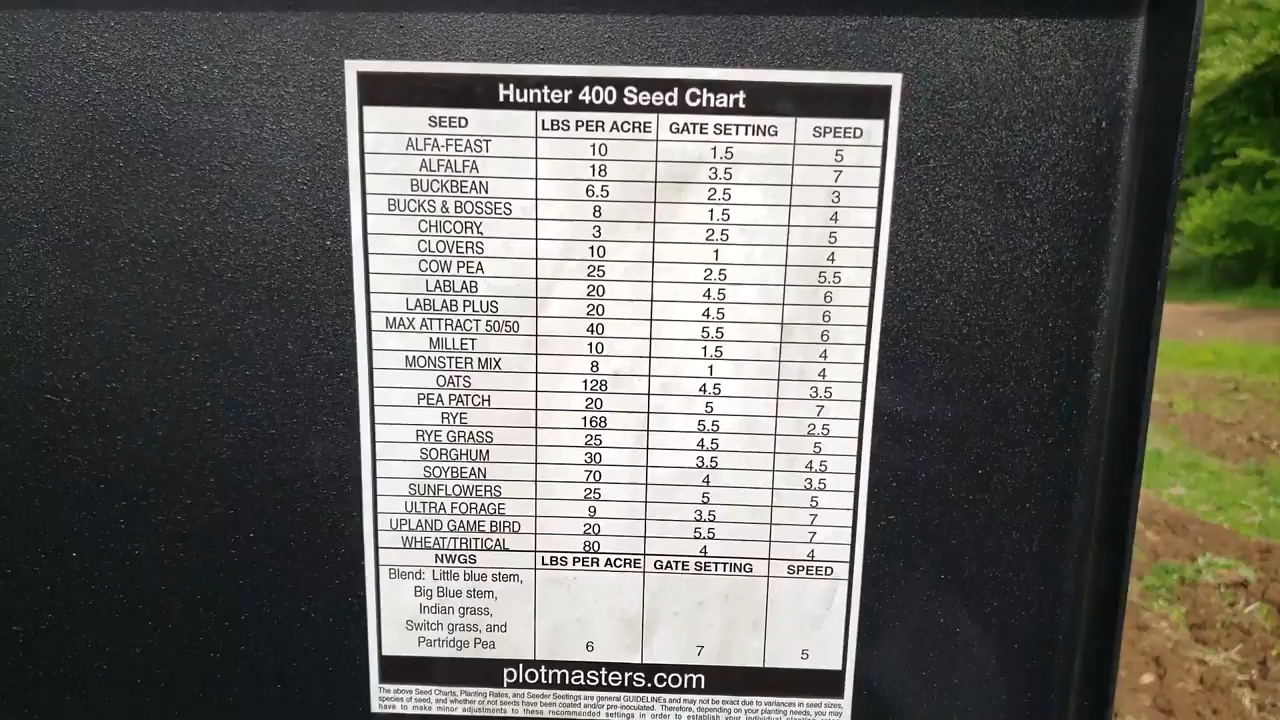 Hunter 400 Seed Chart
SEED LBS PER ACRE GATE SETTING SPEED
ALFA-FEAST 10 1.5 5
ALFALFA 18 3.5 7
BUCKBEAN 6.5 2.5 3
BUCKS & BOSSES 8 1.5 4
CHICORY 3 2.5 5
CLOVERS 10 1 4
COW PEA 25 2.5 5.5
LABLAB 20 4.5 6
LABLAB PLUS 20 4.5 6
MAX ATTRACT 50/50 40 5.5 6
MILLET 10 1.5 4
MONSTER MIX 8 1 4
OATS 128 4.5 3.5
PEA PATCH 20 5 7
RYE 168 5.5 2.5
RYE GRASS 25 4.5 5
SORGHUM 30 3.5 4.5
SOYBEAN 70 4 3.5
SUNFLOWERS 25 5 5
ULTRA FORAGE 9 3.5 7
UPLAND GAME BIRD 20 5.5 7
WHEAT/TRITICAL 80 4 4
NWGS LBS PER ACRE GATE SETTING SPEED
Blend: Little blue stem,
Big Blue stem,
Indian grass,
Switch grass, and
Partridge Pea 6 7 5
plotmasters.com
The above Seed Charts, Planting Rates, and Seeder Seetings are general GUIDELINEs and may not be exact due to variances in seed sizes,
species of seed, and whether or not seeds have been coated and/or pre-inoculated. Therefore, depending on your planting needs, you may
have to make minor adjustments to these recommended settings in order to establish your individual planting